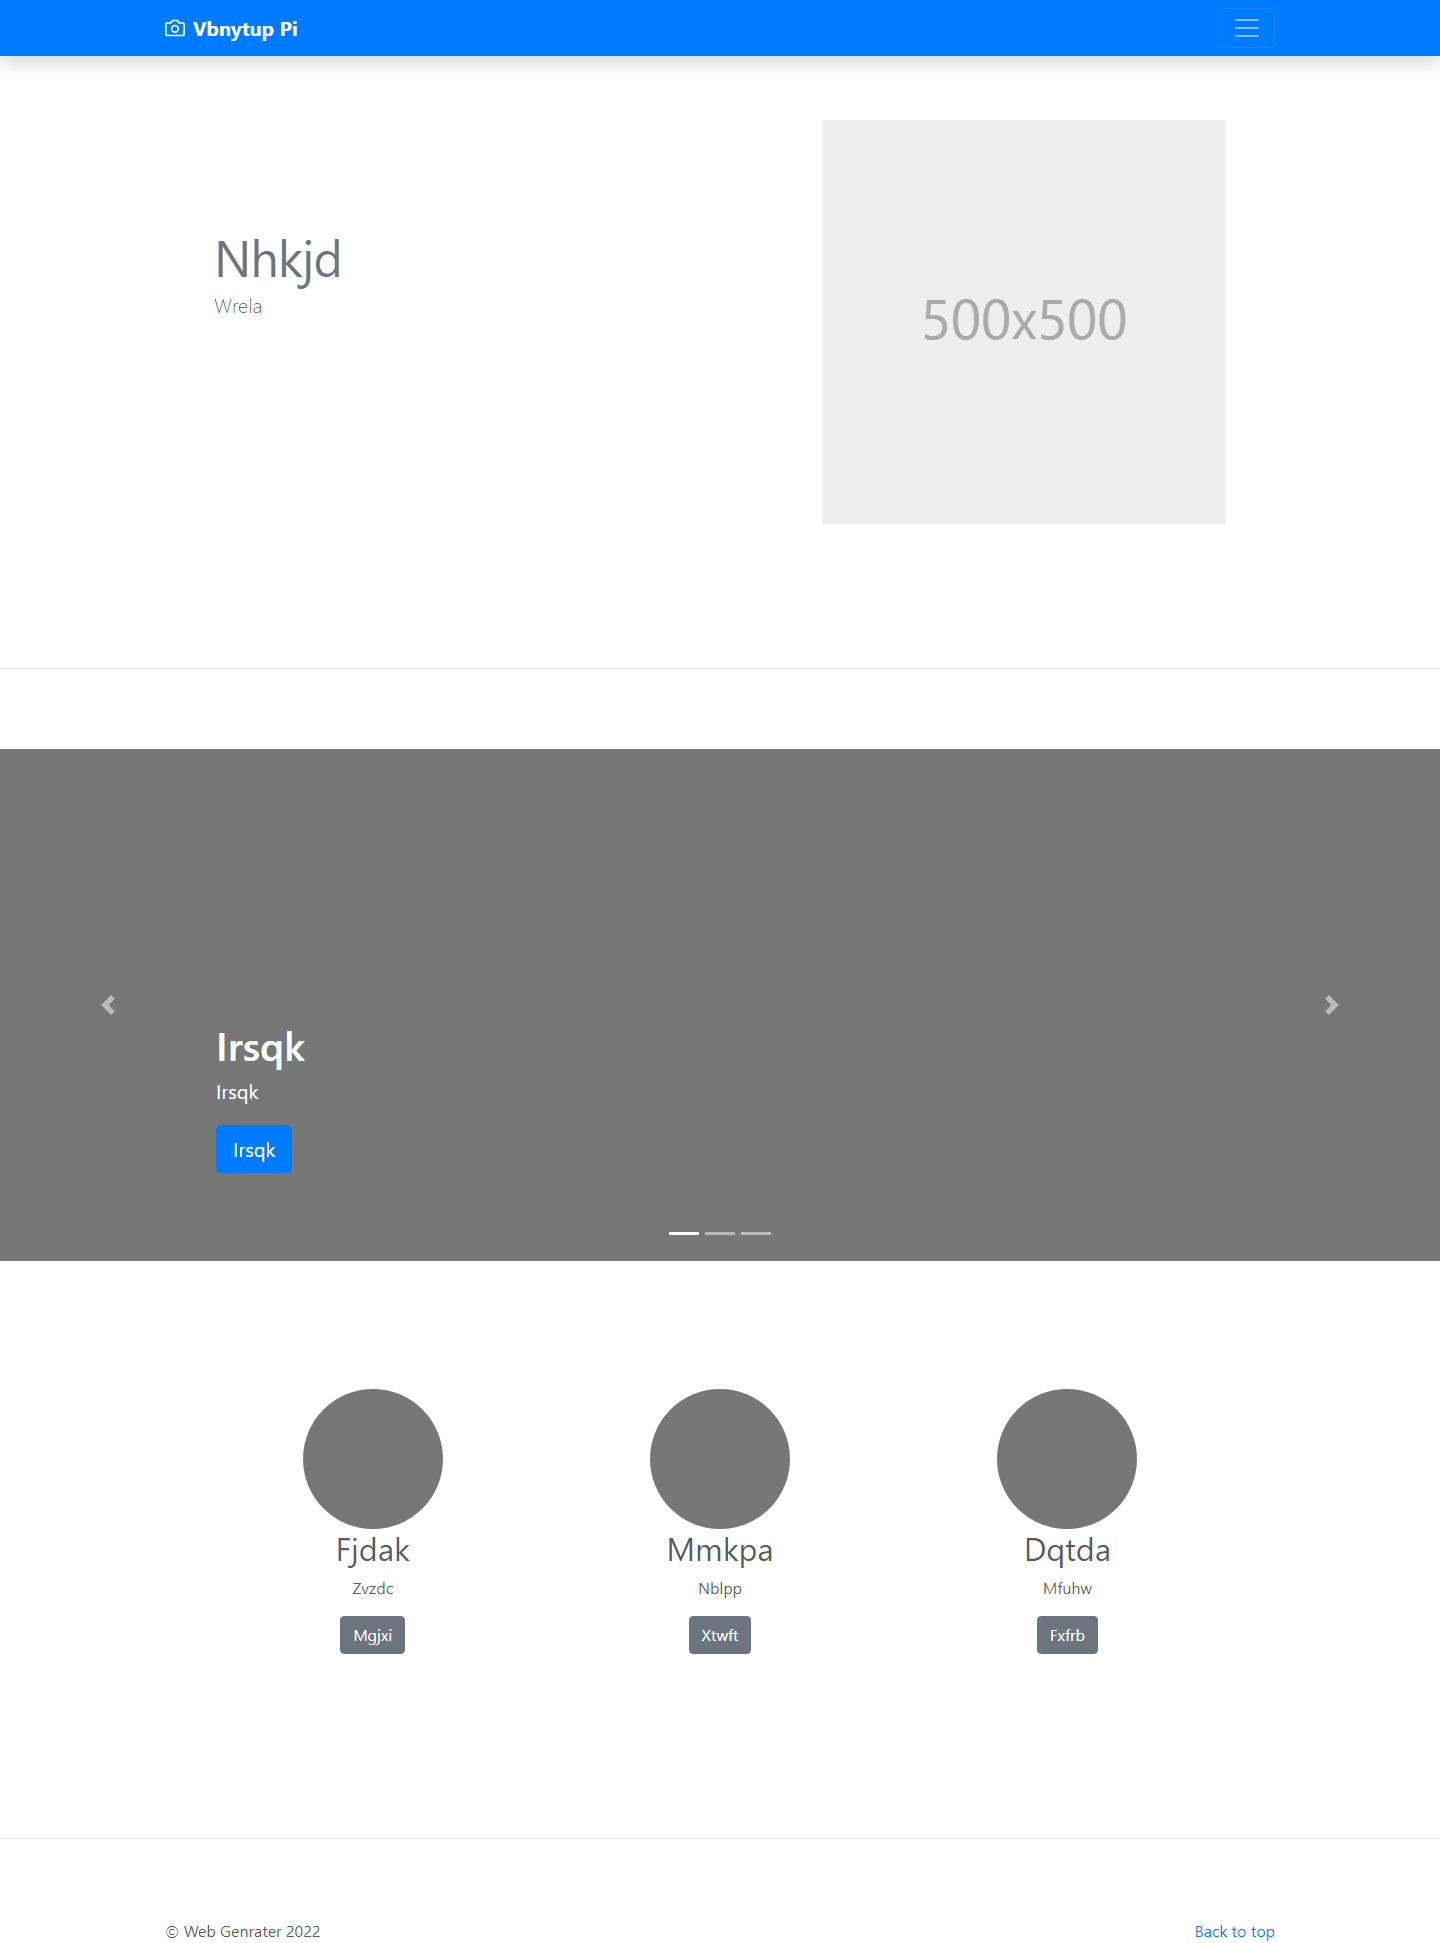 Vbnytup Pi
Nhkjd
Wrela
500x500
Irsqk
Irsqk
Irsqk
Fjdak
Zvzdc
Mgjxi
Mmkpa
Nblpp
Xtwft
Dqtda
Mfuhw
Fxfrb
© Web Genrater 2022
Back to top